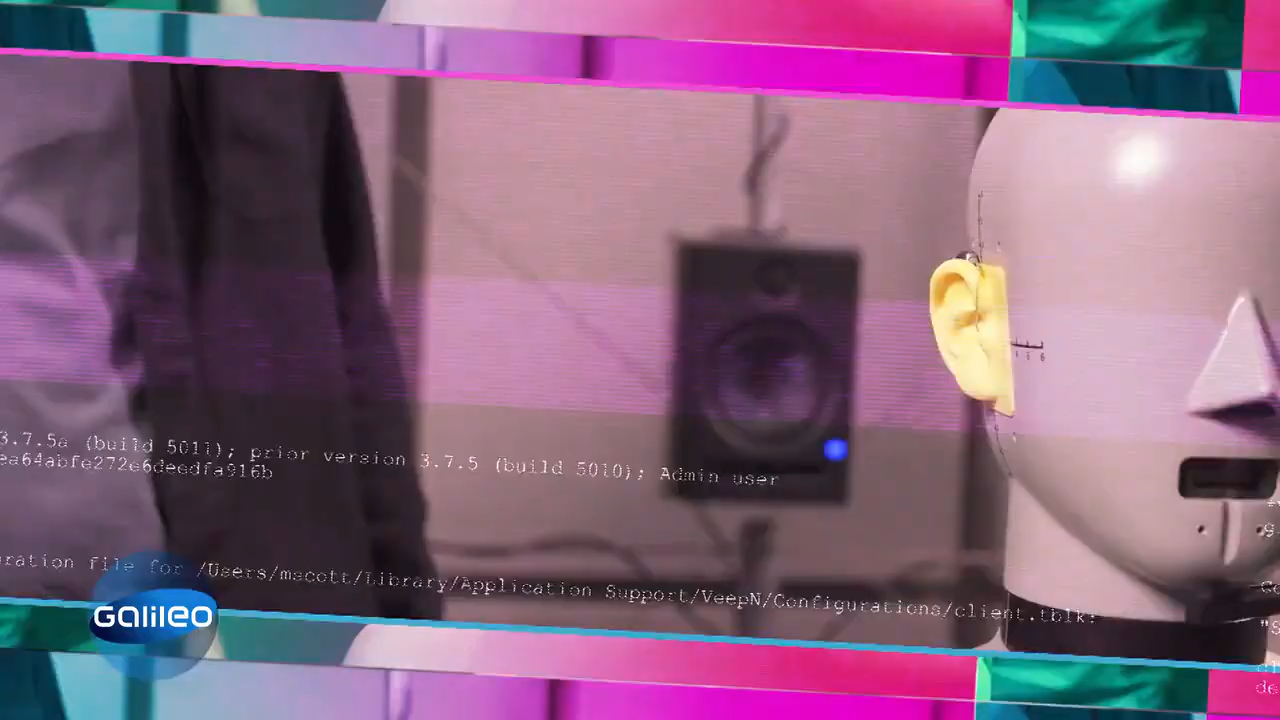 3.7.5a (build 5011); prior version 3.7.5 (build 5010); Admin user
ea64abfe272e6deedfa916b
uration file for /Users/mscott/Library/Application Support/VeepN/Configurations/client.tblk:
Galileo